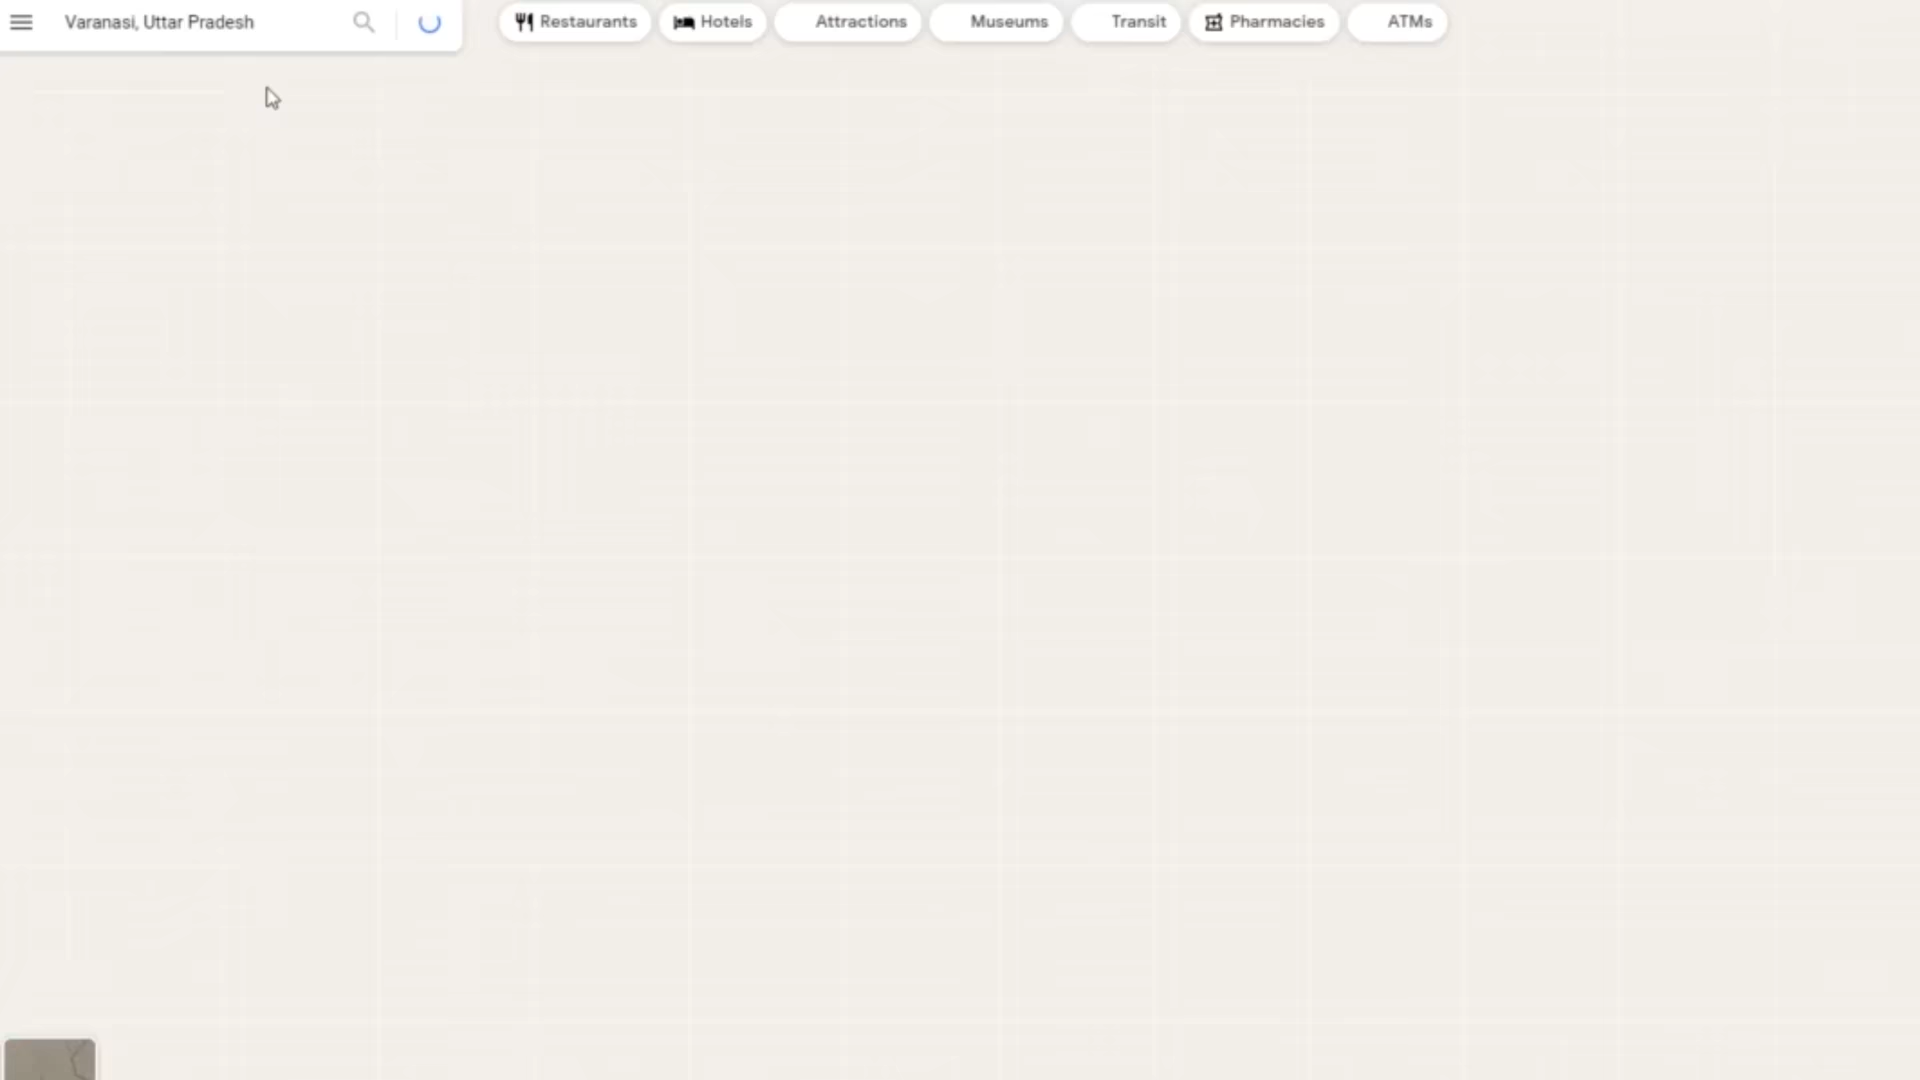 Varanasi, Uttar Pradesh
Restaurants
Hotels
Attractions
Museums
Transit
Pharmacies
ATMs